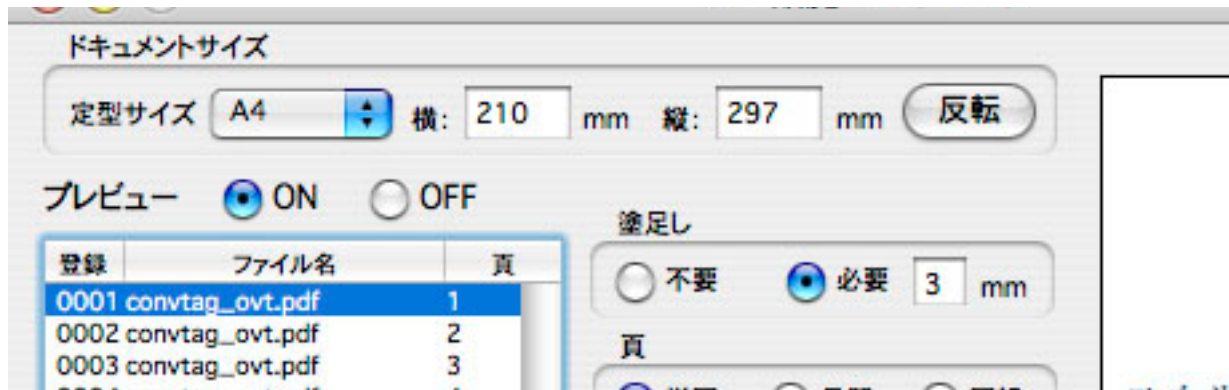 ドキュメントサイズ
定型サイズ A4 横: 210 mm 縦: 297 mm 反転
プレビュー ON OFF
塗足し
不要 必要 3 mm
登録 ファイル名 頁
0001 convtag_ovt.pdf 1
0002 convtag_ovt.pdf 2
0003 convtag_ovt.pdf 3
頁